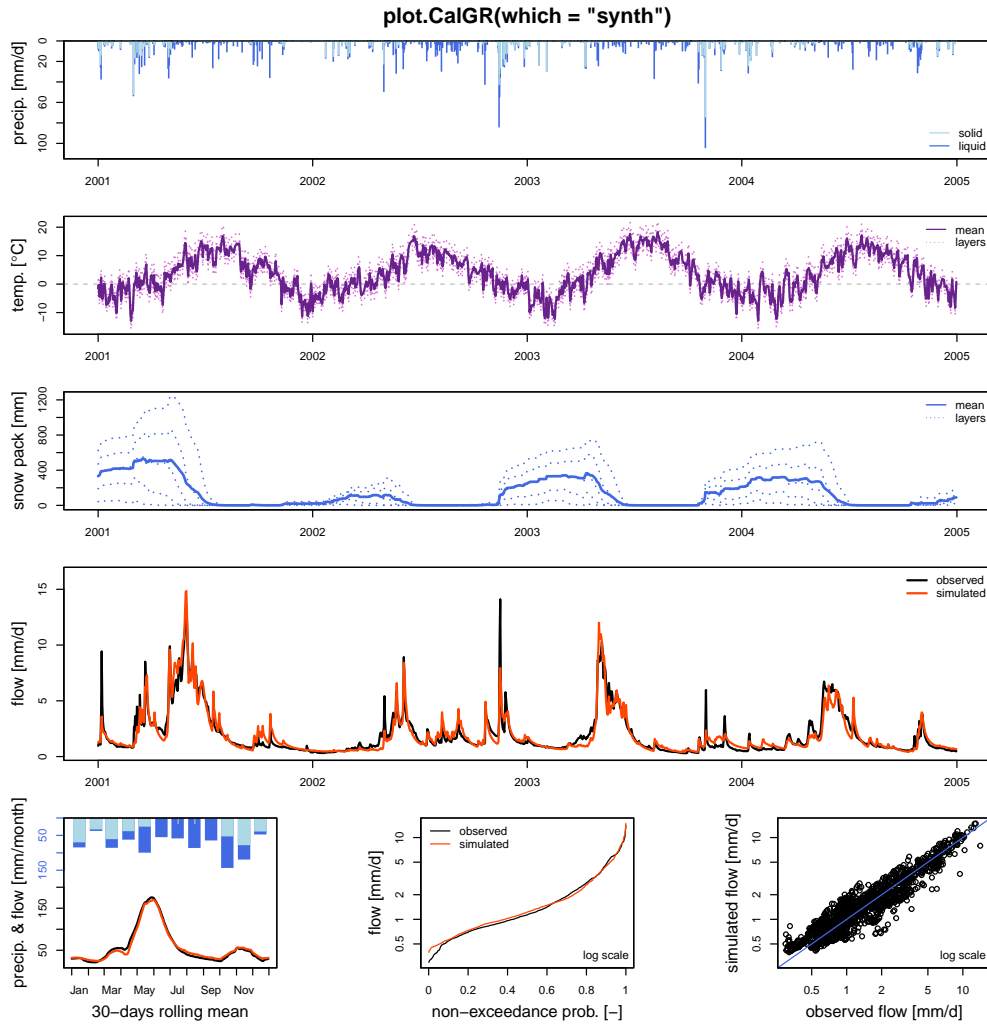 plot.CalGR(which = "synth")
precip. [mm/d]
0
20
60
100
solid
liquid
2001
2002
2003
2004
2005
temp. [°C]
20
10
0
−10
mean
layers
2001
2002
2003
2004
2005
snow pack [mm]
1200
800
400
0
mean
layers
2001
2002
2003
2004
2005
flow [mm/d]
15
10
5
0
observed
simulated
2001
2002
2003
2004
2005
precip. & flow [mm/month]
50
150
150
50
Jan
Mar
May
Jul
Sep
Nov
30−days rolling mean
flow [mm/d]
10
5
2
1
0.5
observed
simulated
log scale
0
0.2
0.4
0.6
0.8
1
non−exceedance prob. [−]
simulated flow [mm/d]
10
5
2
1
0.5
log scale
0.5
1
2
5
10
observed flow [mm/d]